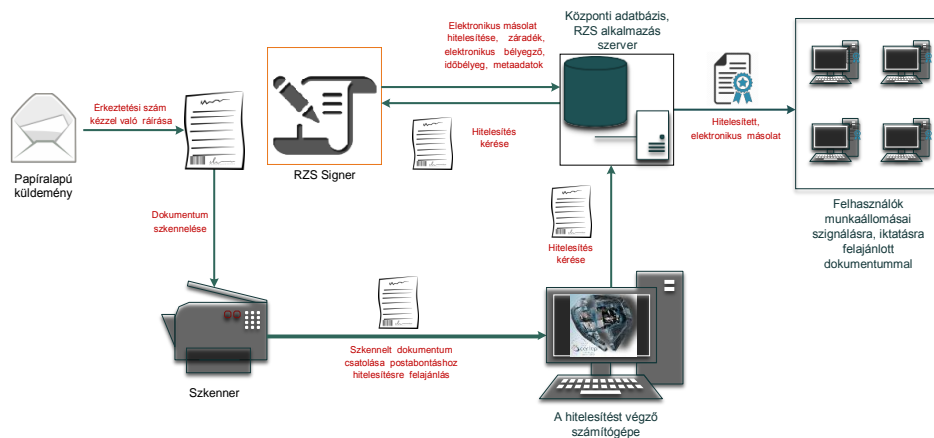 Elektronikus másolat
hitelesítése, záradék,
elektronikus bélyegző,
időbélyeg, metaadatok
Központi adatbázis,
RZS alkalmazás
szerver
Erkeztetési szám
kézzel való ráírása
Hitelesítés
kérése
Hitelesített,
elektronikus másolat
Papíralapú
küldemény
RZS Signer
Dokumentum
szkennelése
Hitelesítés
kérése
Felhasználók
munkaállomásai
szignálásra, iktatásra
felajánlott
dokumentummal
Szkennelt dokumentum
csatolása postabontáshoz
hitelesítésre felajánlás
Szkenner
A hitelesítést végző
számítógépe